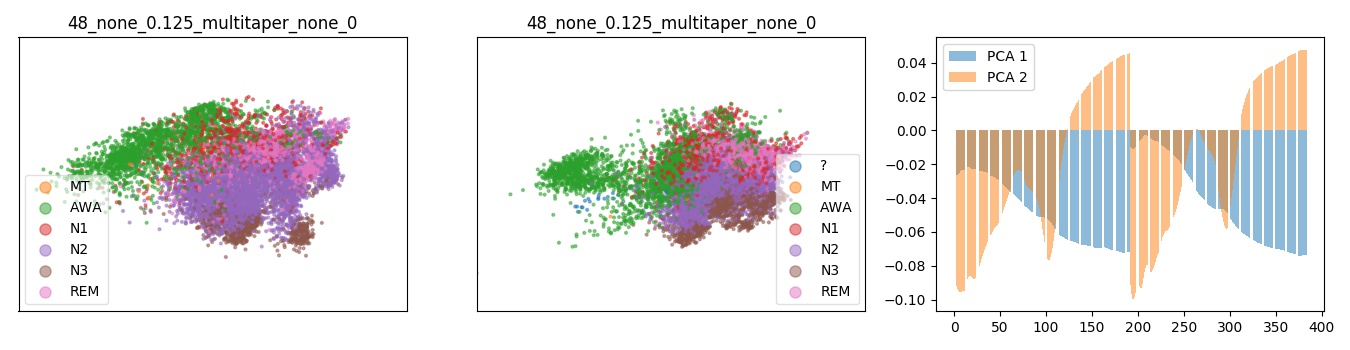 48_none_0.125_multitaper_none_0
MT
AWA
N1
N2
N3
REM
48_none_0.125_multitaper_none_0
?
MT
AWA
N1
N2
N3
REM
PCA 1
PCA 2
0.04
0.02
0.00
−0.02
−0.04
−0.06
−0.08
−0.10
0 50 100 150 200 250 300 350 400